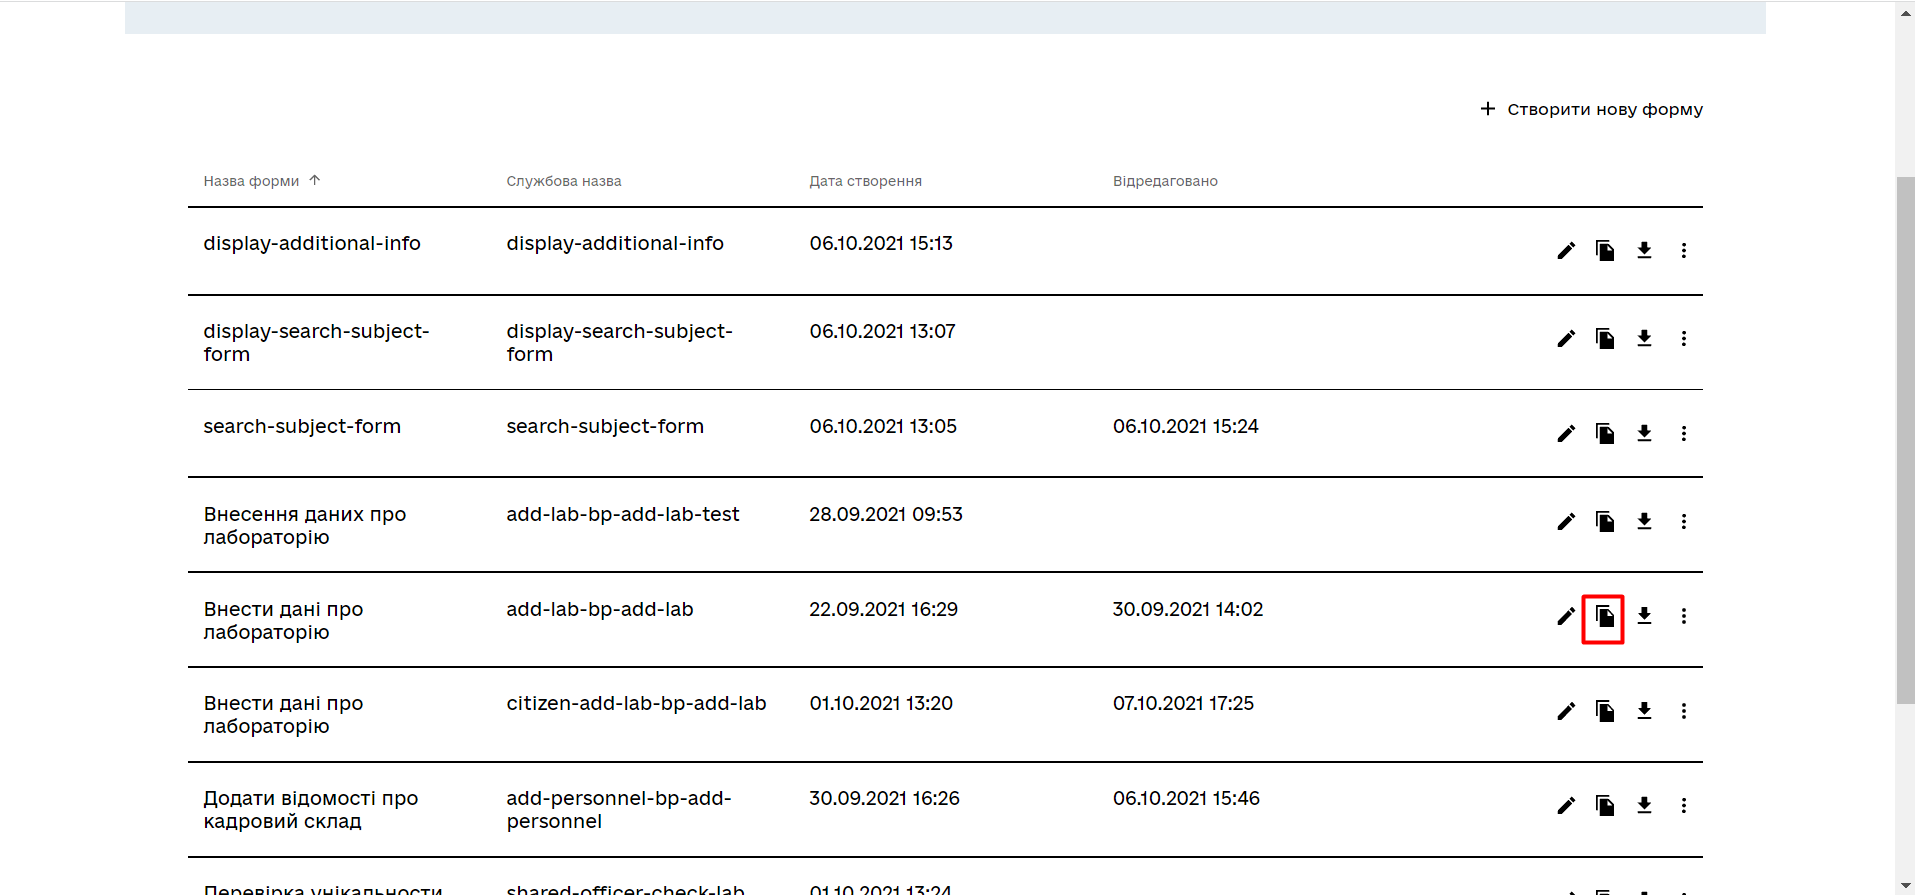 Створити нову форму
Назва форми Службова назва Дата створення Відредаговано
display-additional-info display-additional-info 06.10.2021 15:13
display-search-subject- display-search-subject- 06.10.2021 13:07
form form
search-subject-form search-subject-form 06.10.2021 13:05 06.10.2021 15:24
Внесення даних про add-lab-bp-add-lab-test 28.09.2021 09:53
лабораторію
Внести дані про add-lab-bp-add-lab 22.09.2021 16:29 30.09.2021 14:02
лабораторію
Внести дані про citizen-add-lab-bp-add-lab 01.10.2021 13:20 07.10.2021 17:25
лабораторію
Додати відомості про add-personnel-bp-add- 30.09.2021 16:26 06.10.2021 15:46
кадровий склад personnel
Перевірка унікальности shared-officer-check-lab 01.10.2021 13:24